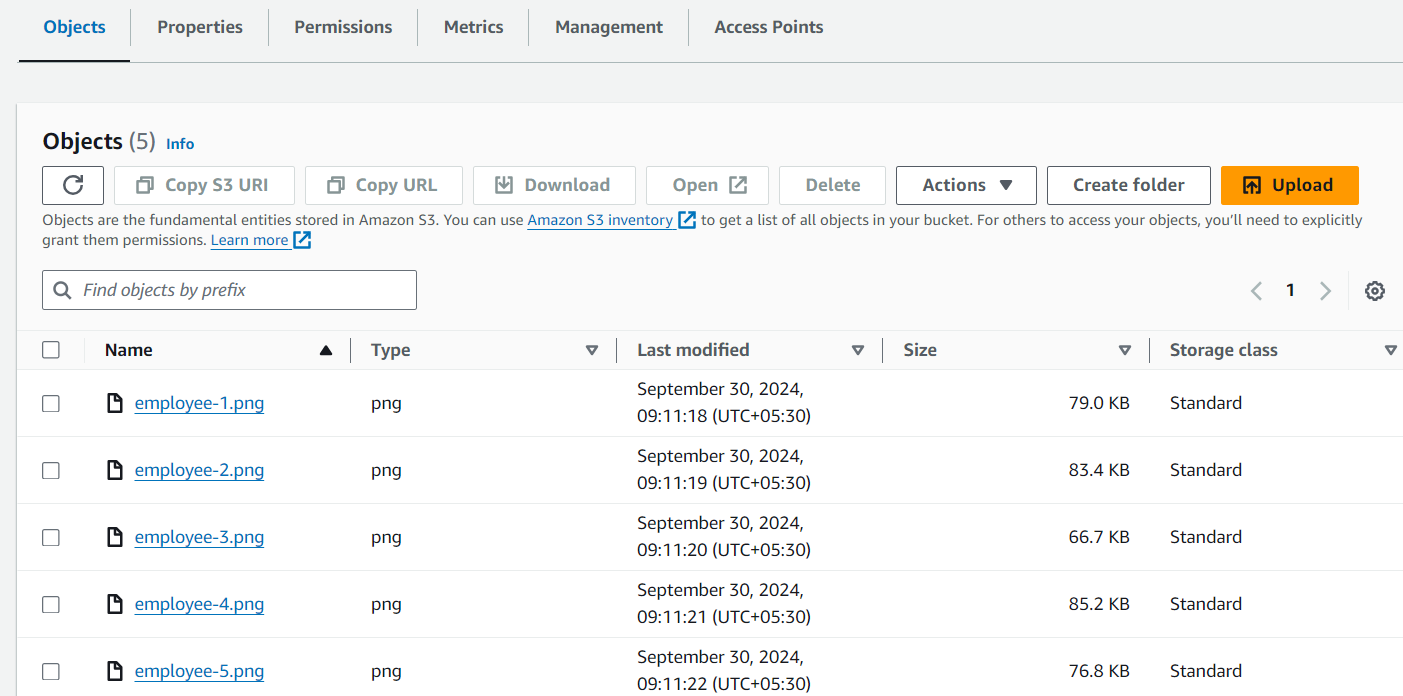 Objects Properties Permissions Metrics Management Access Points
Objects (5) Info
Copy S3 URI Copy URL Download Open Delete Actions Create folder Upload
Objects are the fundamental entities stored in Amazon S3. You can use Amazon S3 inventory to get a list of all objects in your bucket. For others to access your objects, you’ll need to explicitly
grant them permissions. Learn more
Find objects by prefix
1
Name Type Last modified Size Storage class
employee-1.png png September 30, 2024, 79.0 KB Standard
09:11:18 (UTC+05:30)
employee-2.png png September 30, 2024, 83.4 KB Standard
09:11:19 (UTC+05:30)
employee-3.png png September 30, 2024, 66.7 KB Standard
09:11:20 (UTC+05:30)
employee-4.png png September 30, 2024, 85.2 KB Standard
09:11:21 (UTC+05:30)
employee-5.png png September 30, 2024, 76.8 KB Standard
09:11:22 (UTC+05:30)